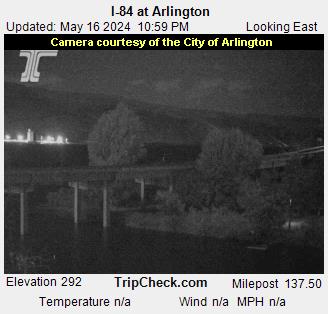 I-84 at Arlington
Updated: May 16 2024 10:59 PM Looking East
Camera courtesy of the City of Arlington
Elevation 292 TripCheck.com Milepost 137.50
Temperature n/a Wind n/a MPH n/a